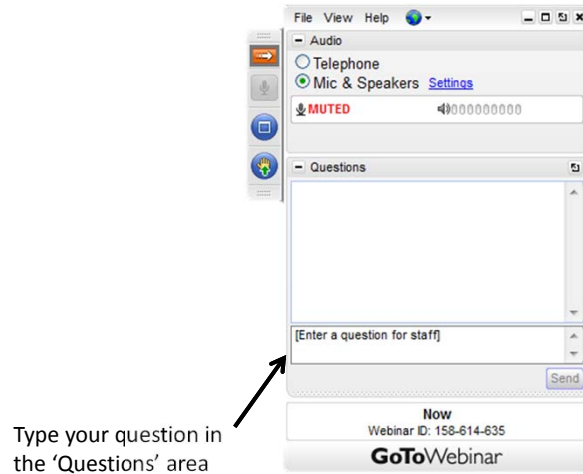 File View Help
Audio
Telephone
Mic & Speakers Settings
MUTED
Questions
[Enter a question for staff]
Send
Now
Webinar ID: 158-614-635
GoToWebinar
Type your question in
the ‘Questions’ area